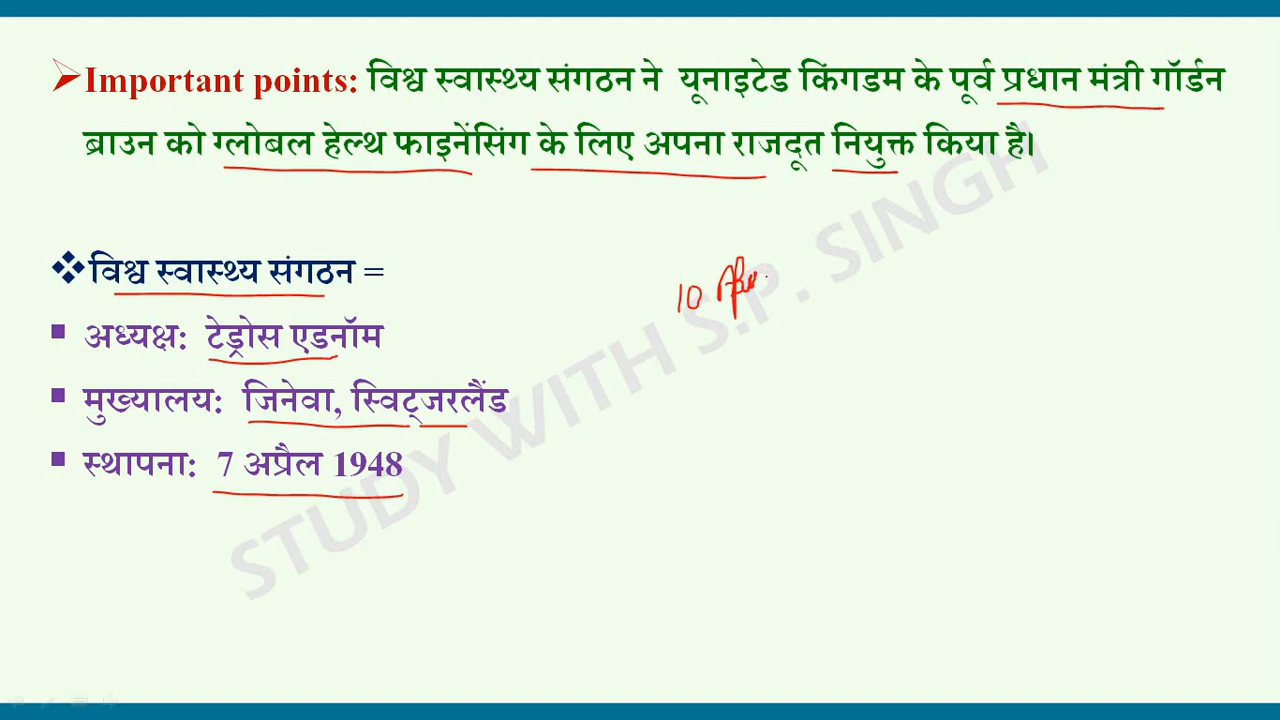 Important points: विश्व स्वास्थ्य संगठन ने यूनाइटेड किंगडम के पूर्व प्रधान मंत्री गॉर्डन
ब्राउन को ग्लोबल हेल्थ फाइनेंसिंग के लिए अपना राजदूत नियुक्त किया है।
विश्व स्वास्थ्य संगठन =
10
अध्यक्ष: टेड्रोस एडनॉम
मुख्यालय: जिनेवा, स्विट्जरलैंड
स्थापना: 7 अप्रैल 1948
STUDY WITH S.P. SINGH